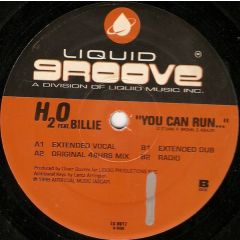 LIQUID
groove
A DIVISION OF LIQUID MUSIC INC.
H2O FEAT. BILLIE
"YOU CAN RUN..."
A1 EXTENDED VOCAL
A2 ORIGINAL 48HRS MIX
B1 EXTENDED DUB
B2 RADIO
B